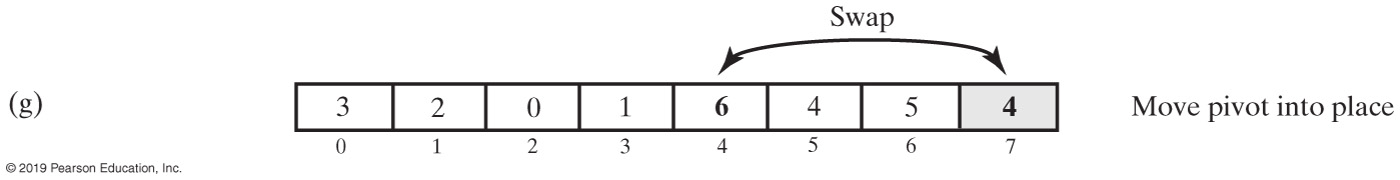 Swap
(g) 3 2 0 1 6 4 5 4 Move pivot into place
0 1 2 3 4 5 6 7
© 2019 Pearson Education, Inc.